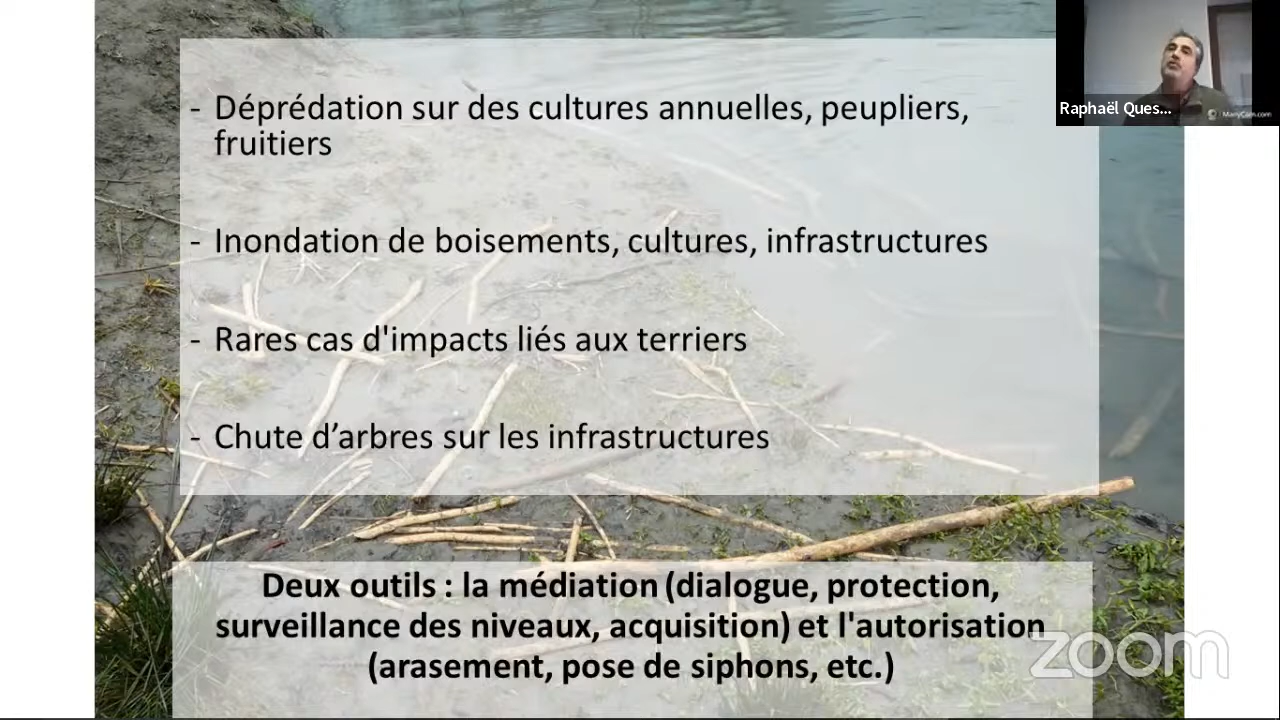 - Déprédation sur des cultures annuelles, peupliers,
fruitiers
- Inondation de boisements, cultures, infrastructures
- Rares cas d'impacts liés aux terriers
- Chute d’arbres sur les infrastructures
Deux outils : la médiation (dialogue, protection,
surveillance des niveaux, acquisition) et l'autorisation
(arasement, pose de siphons, etc.)
Raphaël Ques...
ManyCam.com
zoom